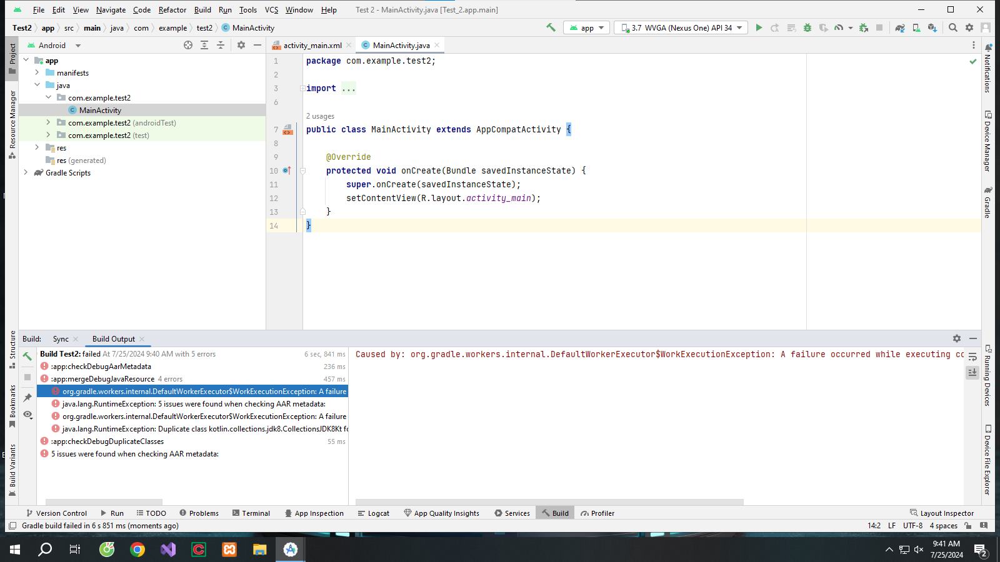 File Edit View Navigate Code Refactor Build Run Tools VCS Window Help Test 2 - MainActivity.java [Test_2.app.main]
Test2 app src main java com example test2 MainActivity app 3.7 WVGA (Nexus One) API 34
Android
activity_main.xml MainActivity.java
Project
Resource Manager
Structure
Bookmarks
Build Variants
app
manifests
java
com.example.test2
MainActivity
com.example.test2 (androidTest)
com.example.test2 (test)
res
res (generated)
Gradle Scripts
1 package com.example.test2;
2
3 import ...
6
2 usages
7 public class MainActivity extends AppCompatActivity {
8
9 @Override
10 protected void onCreate(Bundle savedInstanceState) {
11 super.onCreate(savedInstanceState);
12 setContentView(R.layout.activity_main);
13 }
14 }
Notifications
Device Manager
Gradle
Running Devices
Device File Explorer
Build: Sync Build Output
Build Test2: failed At 7/25/2024 9:40 AM with 5 errors 6 sec, 841 ms
:app:checkDebugAarMetadata 236 ms
:app:mergeDebugJavaResource 4 errors 457 ms
org.gradle.workers.internal.DefaultWorkerExecutor$WorkExecutionException: A failure
java.lang.RuntimeException: 5 issues were found when checking AAR metadata:
org.gradle.workers.internal.DefaultWorkerExecutor$WorkExecutionException: A failure
java.lang.RuntimeException: Duplicate class kotlin.collections.jdk8.CollectionsJDK8Kt fo
:app:checkDebugDuplicateClasses 55 ms
5 issues were found when checking AAR metadata:
Caused by: org.gradle.workers.internal.DefaultWorkerExecutor$WorkExecutionException: A failure occurred while executing co
Version Control Run TODO Problems Terminal App Inspection Logcat App Quality Insights Services Build Profiler Layout Inspector
Gradle build failed in 6 s 851 ms (moments ago) 14:2 LF UTF-8 4 spaces
9:41 AM
7/25/2024
2